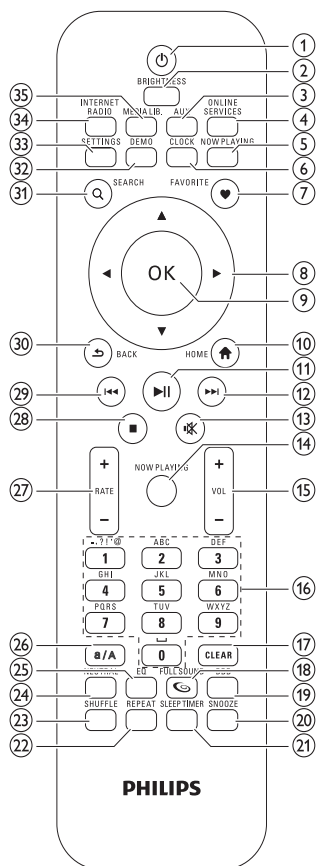 1
BRIGHTNESS
2
35
INTERNET RADIO
MEDIA LIB.
AUX
ONLINE SERVICES
3
34
4
33
SETTINGS
DEMO
CLOCK
NOW PLAYING
5
32
6
31
SEARCH
FAVORITE
7
8
OK
9
30
BACK
HOME
10
11
29
12
28
13
NOW PLAYING
14
+
+
27
RATE
VOL
15
−
−
-.?!'@
ABC
DEF
1
2
3
GHI
JKL
MNO
4
5
6
16
PQRS
TUV
WXYZ
7
8
9
26
a/A
0
CLEAR
17
25
NEUTRAL
EQ
FULL SOUND
DBB
18
24
19
23
SHUFFLE
REPEAT
SLEEP TIMER
SNOOZE
20
22
21
PHILIPS